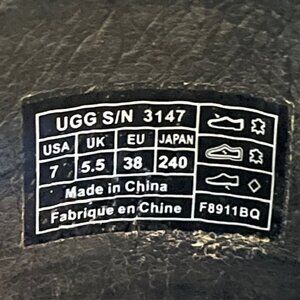 UGG S/N 3147
USA UK EU JAPAN
7 5.5 38 240
Made in China
Fabrique en Chine
F8911BQ